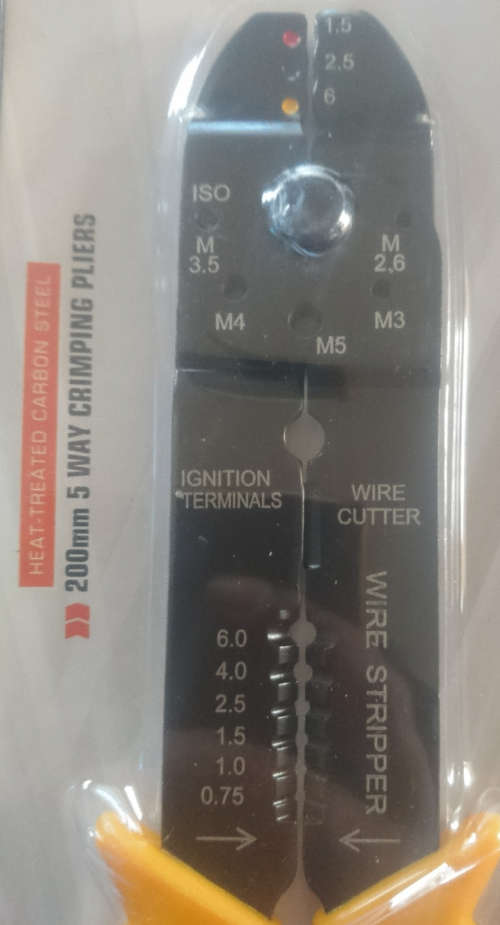 1.5
2.5
6
ISO
M
3.5
M
2,6
M4
M3
M5
IGNITION
TERMINALS
WIRE
CUTTER
WIRE STRIPPER
6.0
4.0
2.5
1.5
1.0
0.75
HEAT-TREATED CARBON STEEL
200mm 5 WAY CRIMPING PLIERS